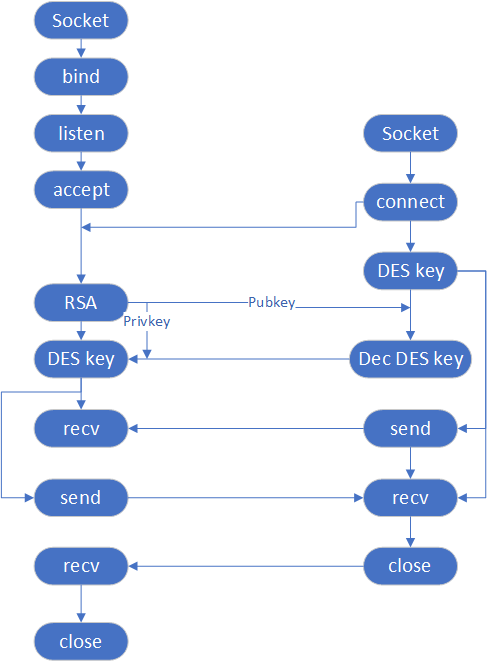 Socket
bind
listen
Socket
accept
connect
DES key
RSA
Pubkey
Privkey
DES key
Dec DES key
recv
send
send
recv
recv
close
close